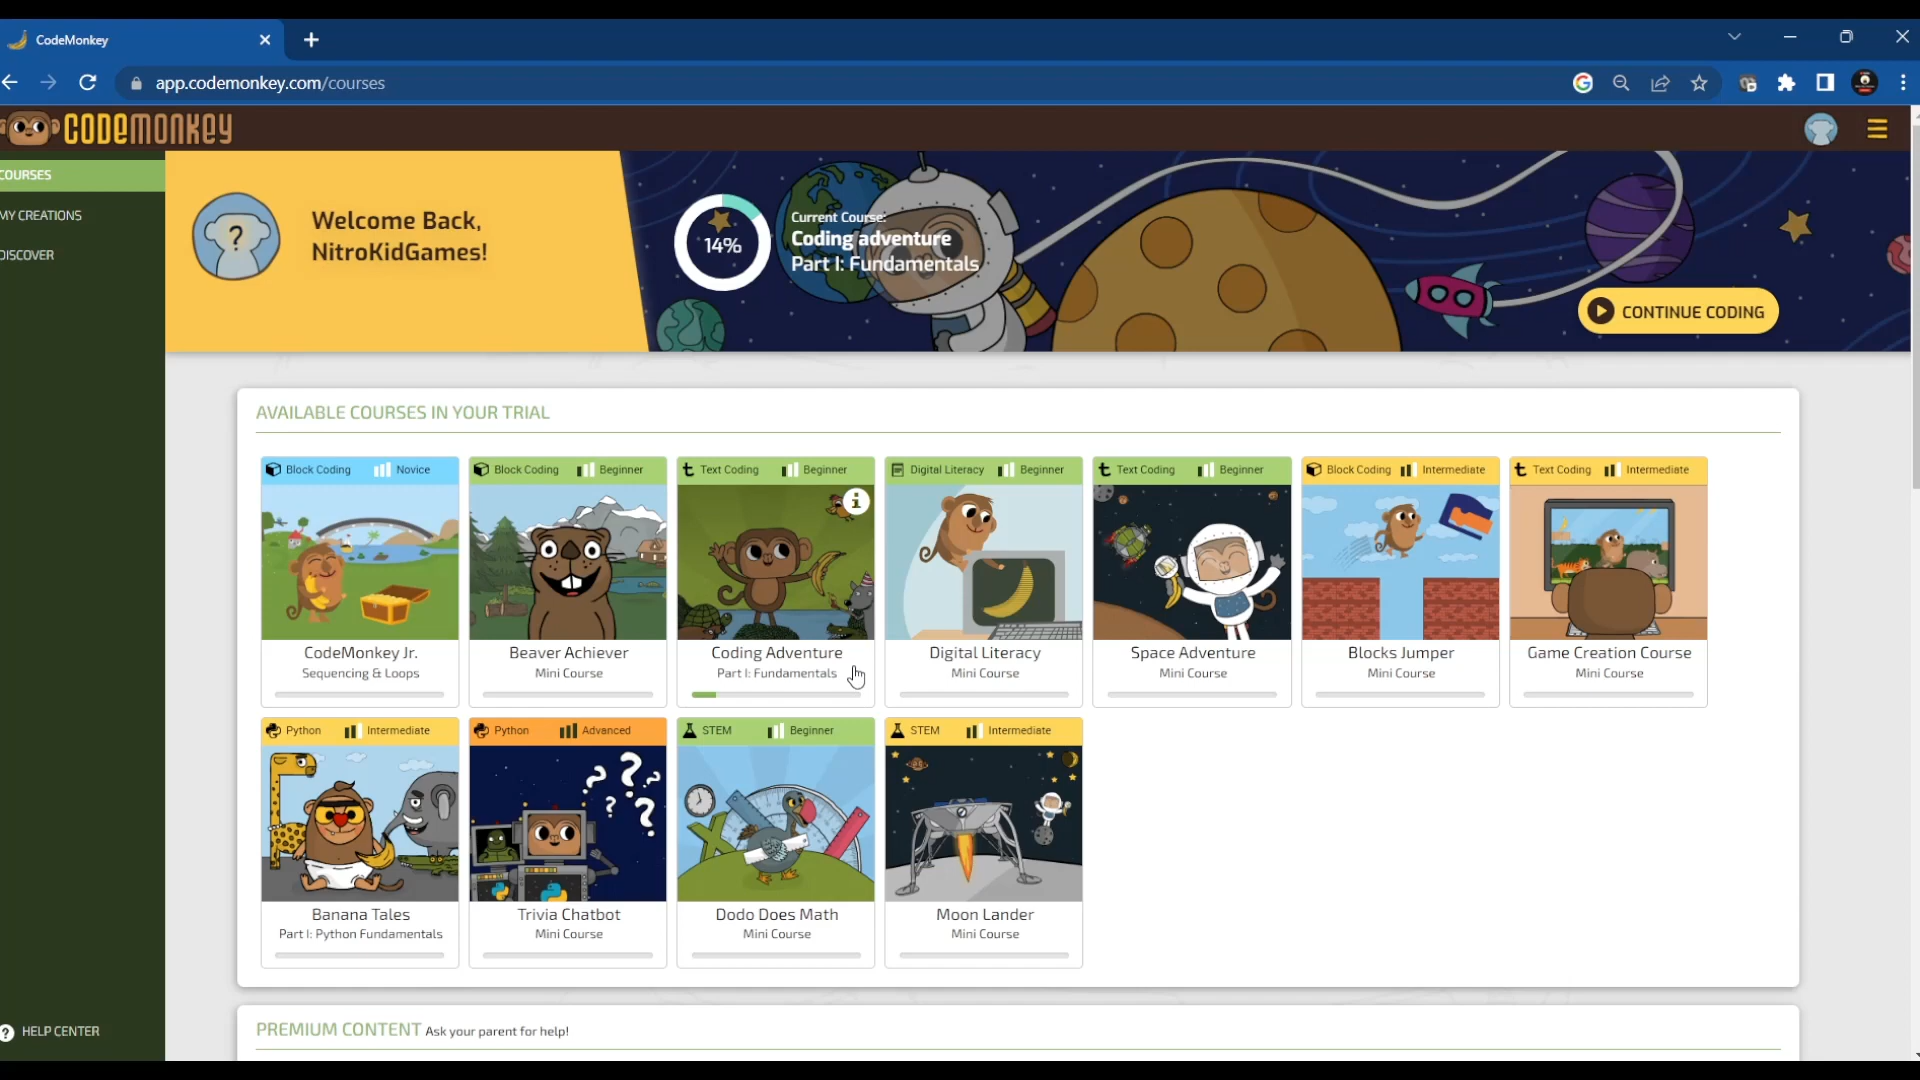 CodeMonkey
app.codemonkey.com/courses
CODEMONKEY
COURSES
MY CREATIONS
DISCOVER
?
Welcome Back,
NitroKidGames!
14%
Current Course:
Coding adventure
Part I: Fundamentals
CONTINUE CODING
AVAILABLE COURSES IN YOUR TRIAL
Block Coding Novice
Block Coding Beginner
t Text Coding Beginner
Digital Literacy Beginner
t Text Coding Beginner
Block Coding Intermediate
t Text Coding Intermediate
i
CodeMonkey Jr.
Sequencing & Loops
Beaver Achiever
Mini Course
Coding Adventure
Part I: Fundamentals
Digital Literacy
Mini Course
Space Adventure
Mini Course
Blocks Jumper
Mini Course
Game Creation Course
Mini Course
Python Intermediate
Python Advanced
STEM Beginner
STEM Intermediate
? ? ? ? ?
Banana Tales
Part I: Python Fundamentals
Trivia Chatbot
Mini Course
Dodo Does Math
Mini Course
Moon Lander
Mini Course
? HELP CENTER
PREMIUM CONTENT Ask your parent for help!